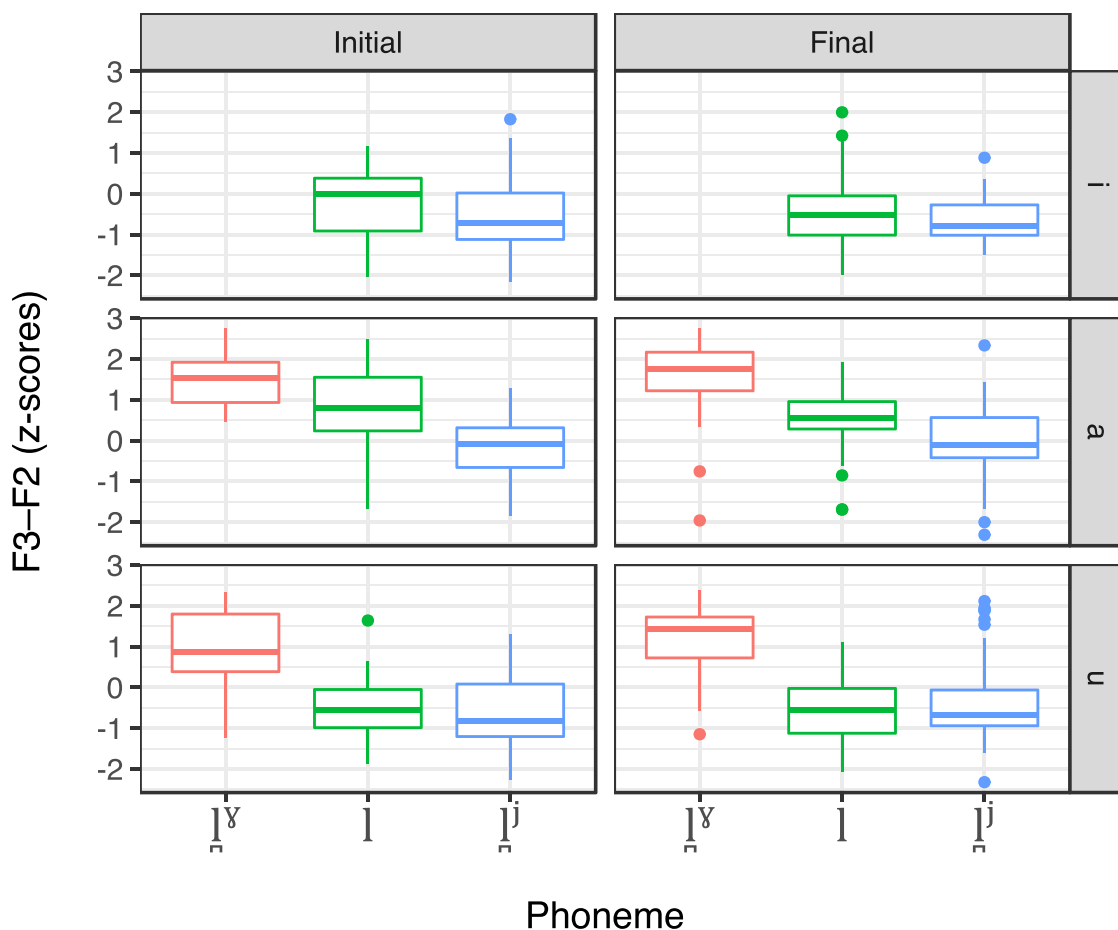 Initial Final
3
2
1
0
-1
-2
i
3
2
1
0
-1
-2
a
3
2
1
0
-1
-2
u
F3–F2 (z-scores)
l̪ˠ l l̪ʲ l̪ˠ l l̪ʲ
Phoneme